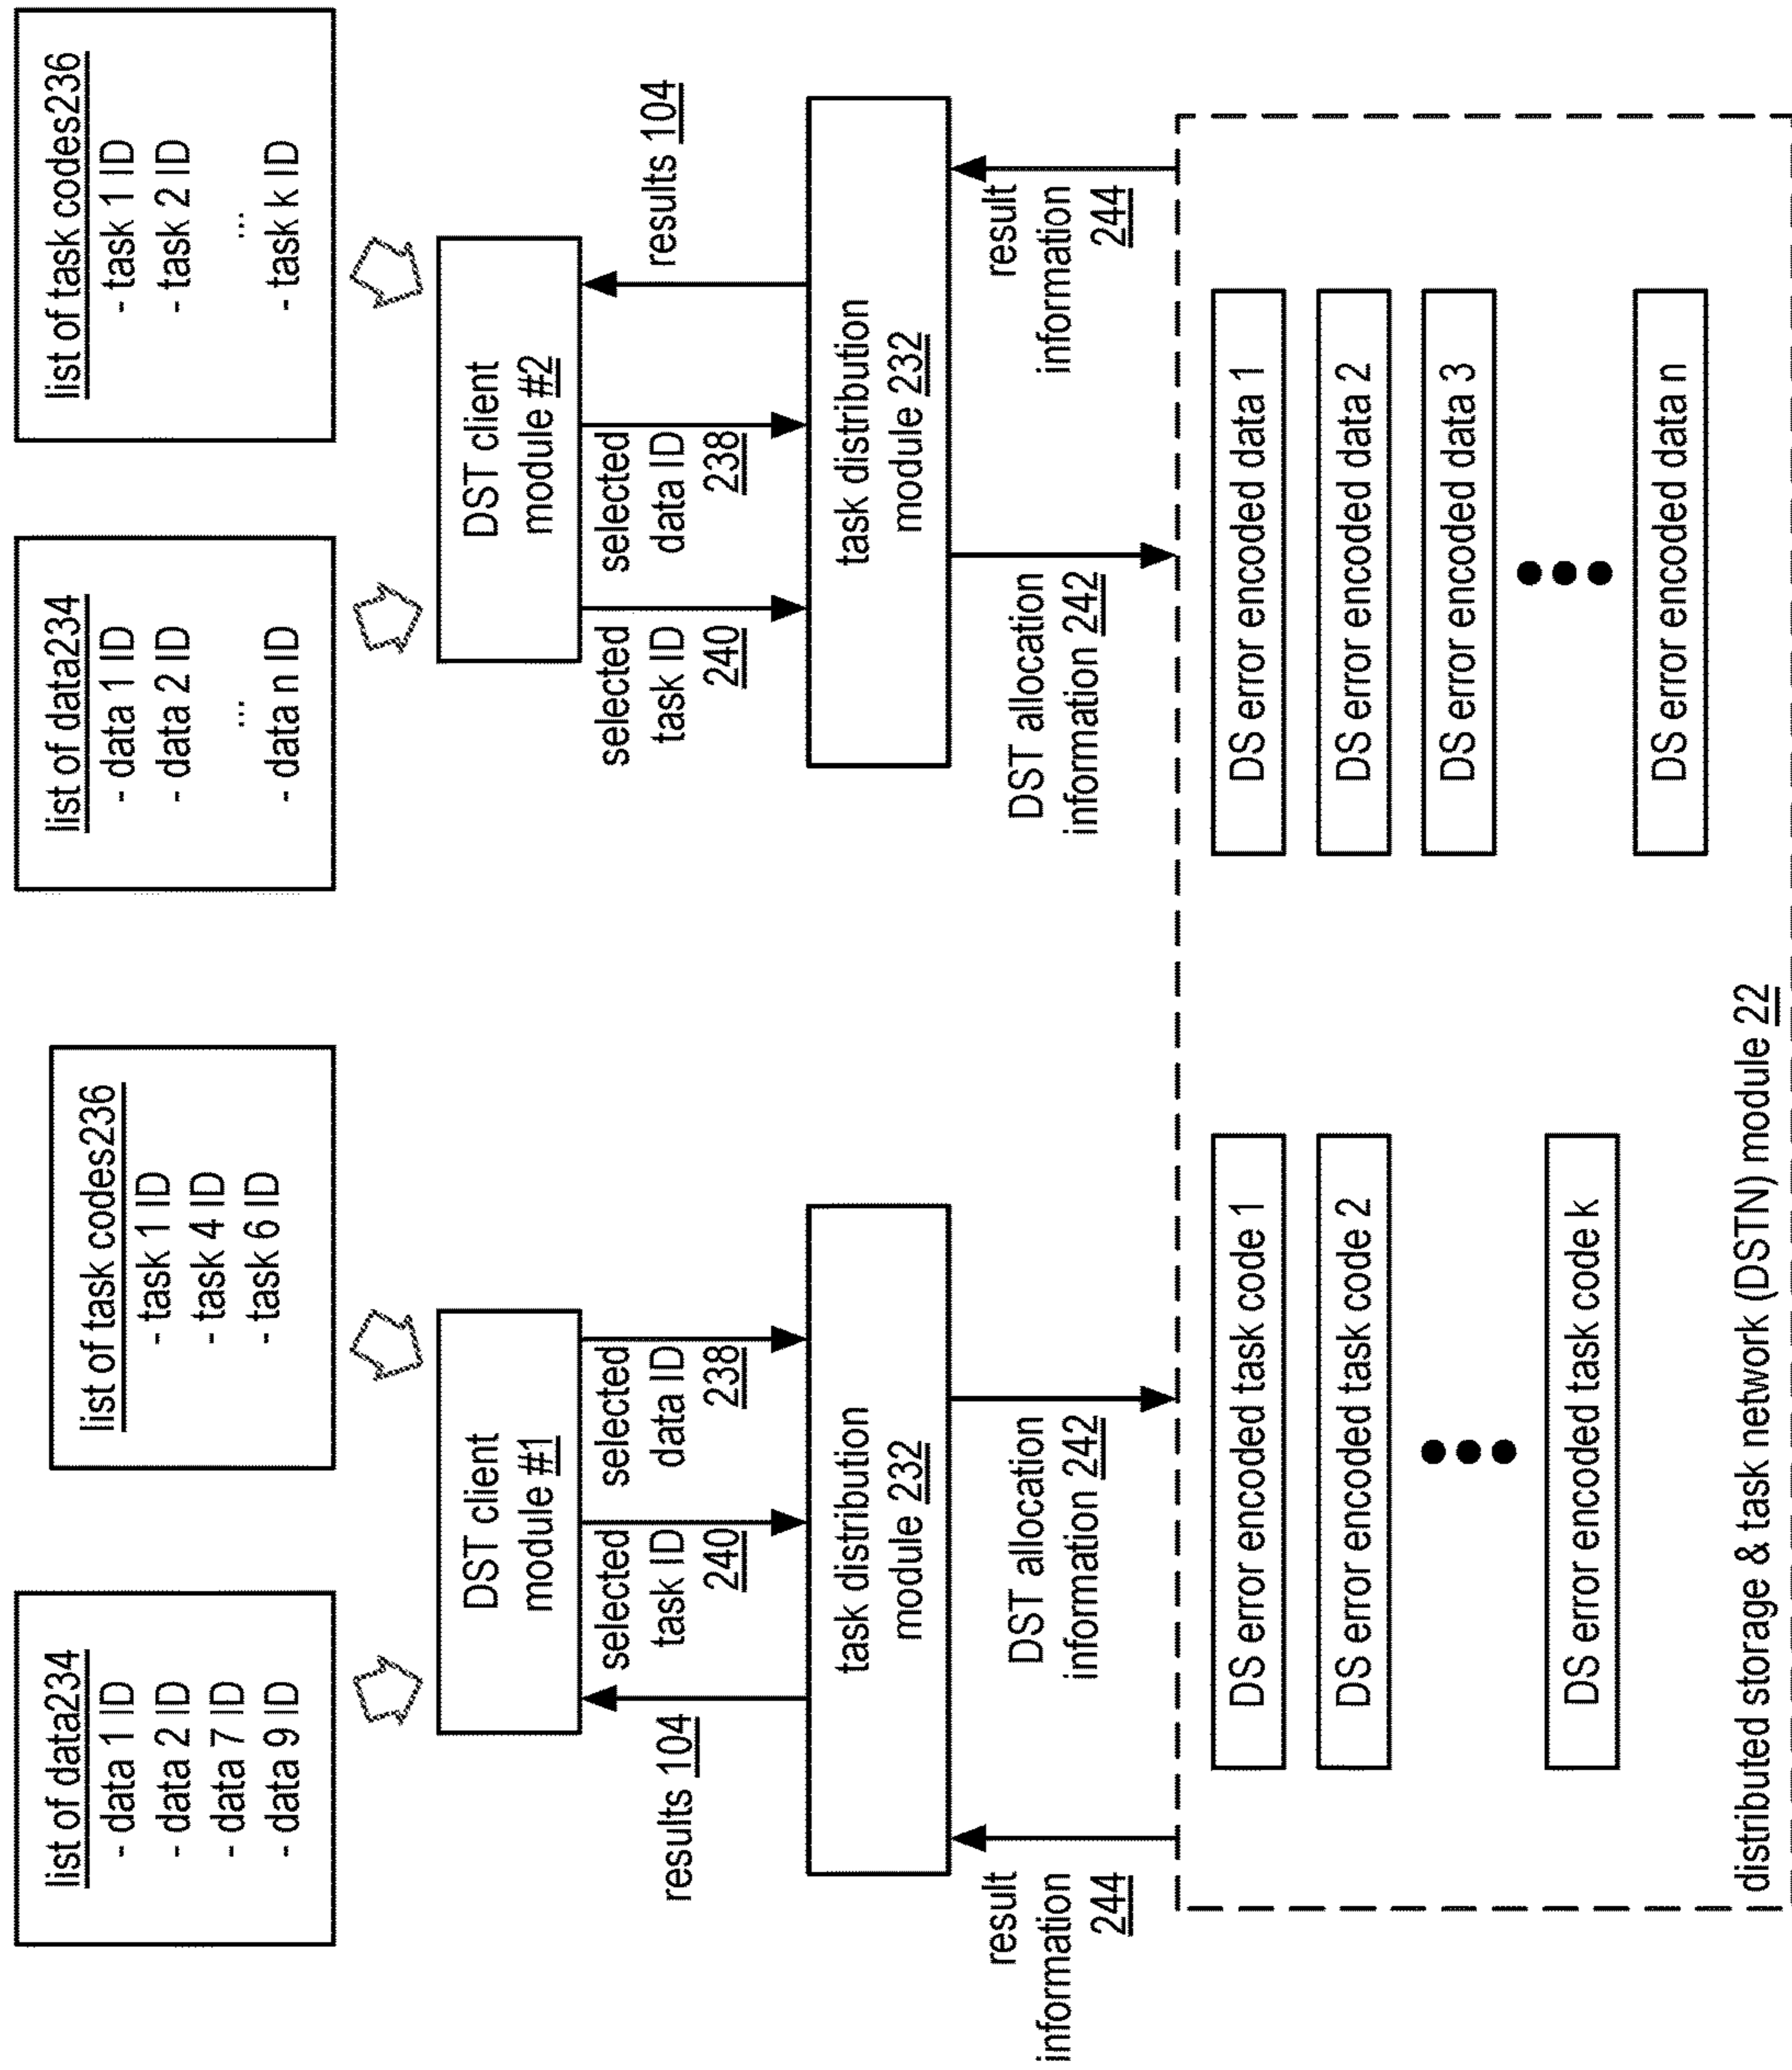 list of data234
- data 1 ID
- data 2 ID
- data 7 ID
- data 9 ID
list of task codes236
- task 1 ID
- task 4 ID
- task 6 ID
list of data234
- data 1 ID
- data 2 ID
...
- data n ID
list of task codes236
- task 1 ID
- task 2 ID
...
- task k ID
DST client
module #1
DST client
module #2
results 104
selected
task ID
240
selected
data ID
238
selected
task ID
240
selected
data ID
238
results 104
task distribution
module 232
task distribution
module 232
result
information
244
DST allocation
information 242
DST allocation
information 242
result
information
244
DS error encoded task code 1
DS error encoded task code 2
DS error encoded task code k
DS error encoded data 1
DS error encoded data 2
DS error encoded data 3
DS error encoded data n
distributed storage & task network (DSTN) module 22